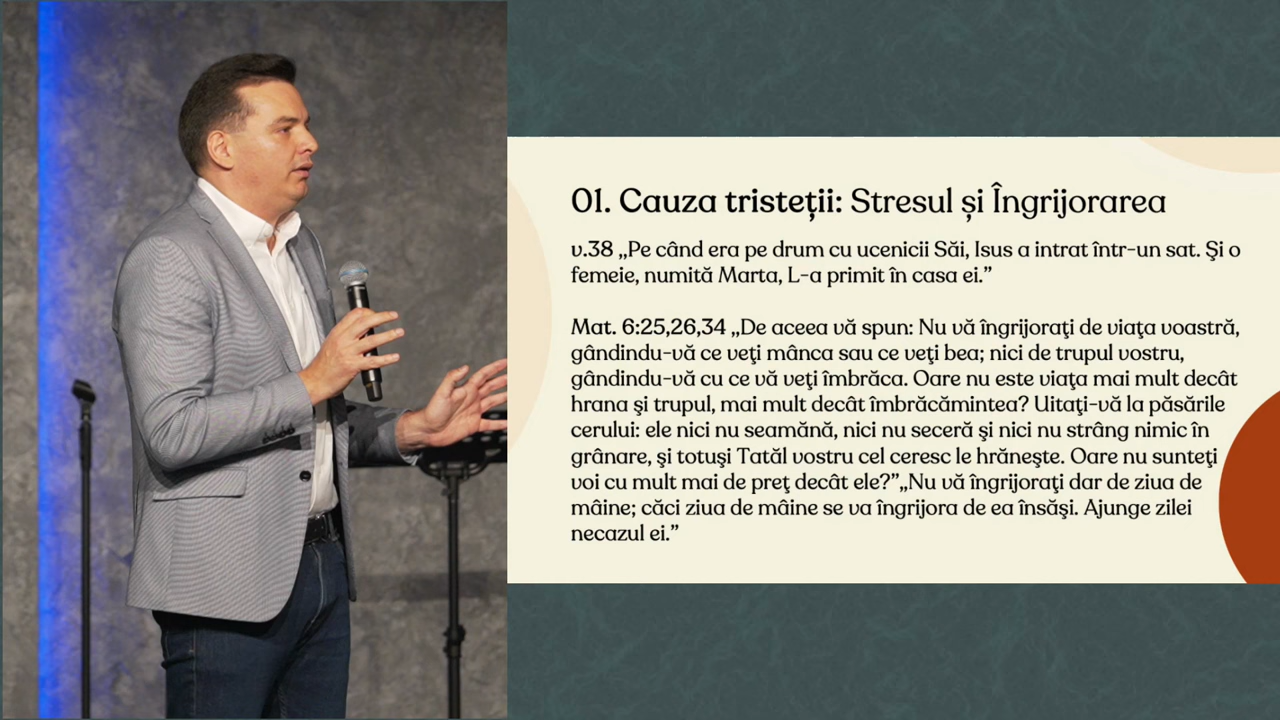 01. Cauza tristeții: Stresul și Îngrijorarea
v.38 „Pe când era pe drum cu ucenicii Săi, Isus a intrat într-un sat. Şi o
femeie, numită Marta, L-a primit în casa ei.”
Mat. 6:25,26,34 „De aceea vă spun: Nu vă îngrijoraţi de viaţa voastră,
gândindu-vă ce veţi mânca sau ce veţi bea; nici de trupul vostru,
gândindu-vă cu ce vă veţi îmbrăca. Oare nu este viaţa mai mult decât
hrana şi trupul, mai mult decât îmbrăcămintea? Uitaţi-vă la păsările
cerului: ele nici nu seamănă, nici nu seceră şi nici nu strâng nimic în
grânare, şi totuşi Tatăl vostru cel ceresc le hrăneşte. Oare nu sunteţi
voi cu mult mai de preţ decât ele?”„Nu vă îngrijoraţi dar de ziua de
mâine; căci ziua de mâine se va îngrijora de ea însăşi. Ajunge zilei
necazul ei.”